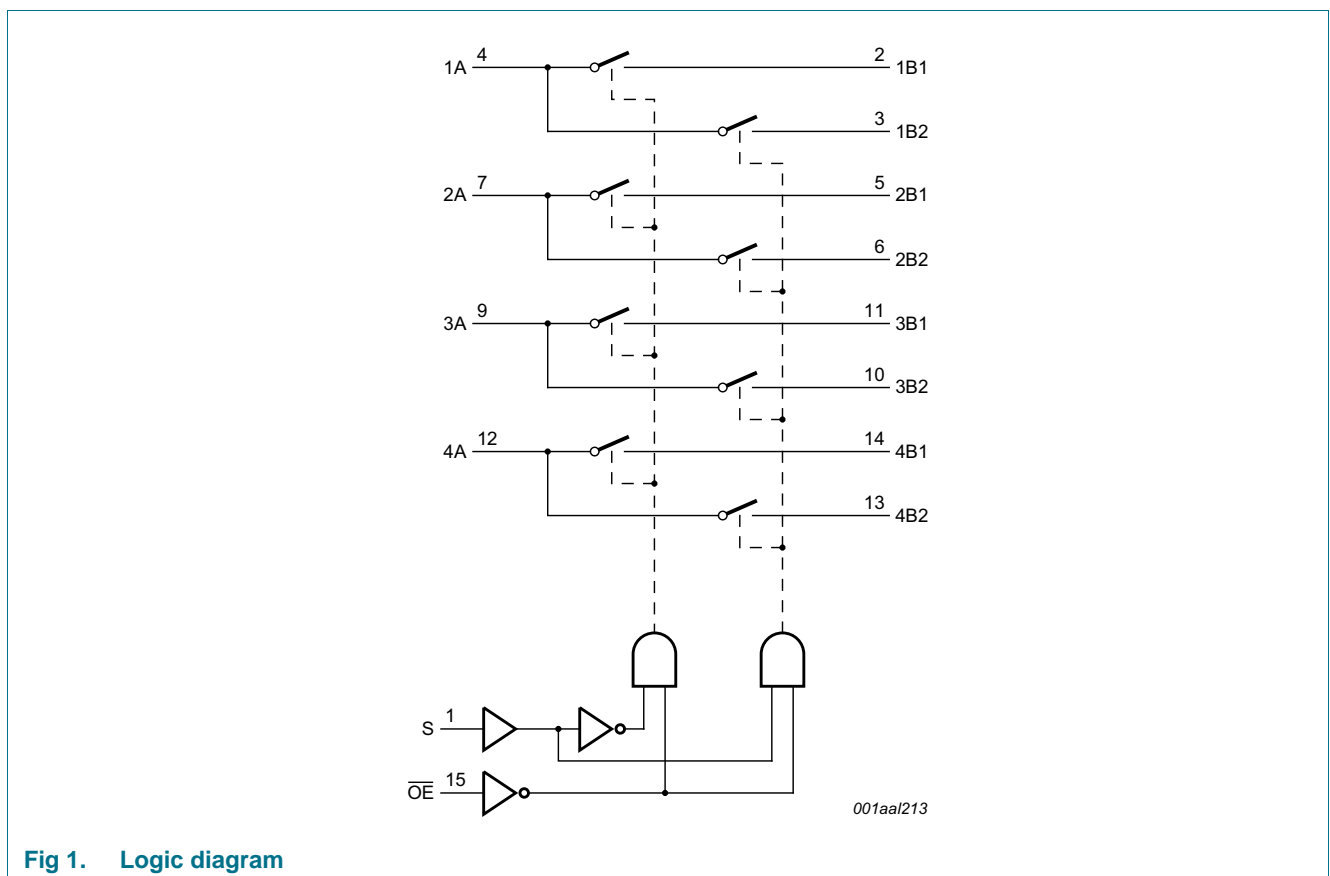 1A 4 2 1B1
3 1B2
2A 7 5 2B1
6 2B2
3A 9 11 3B1
10 3B2
4A 12 14 4B1
13 4B2
S 1
OE 15
001aal213
Fig 1. Logic diagram